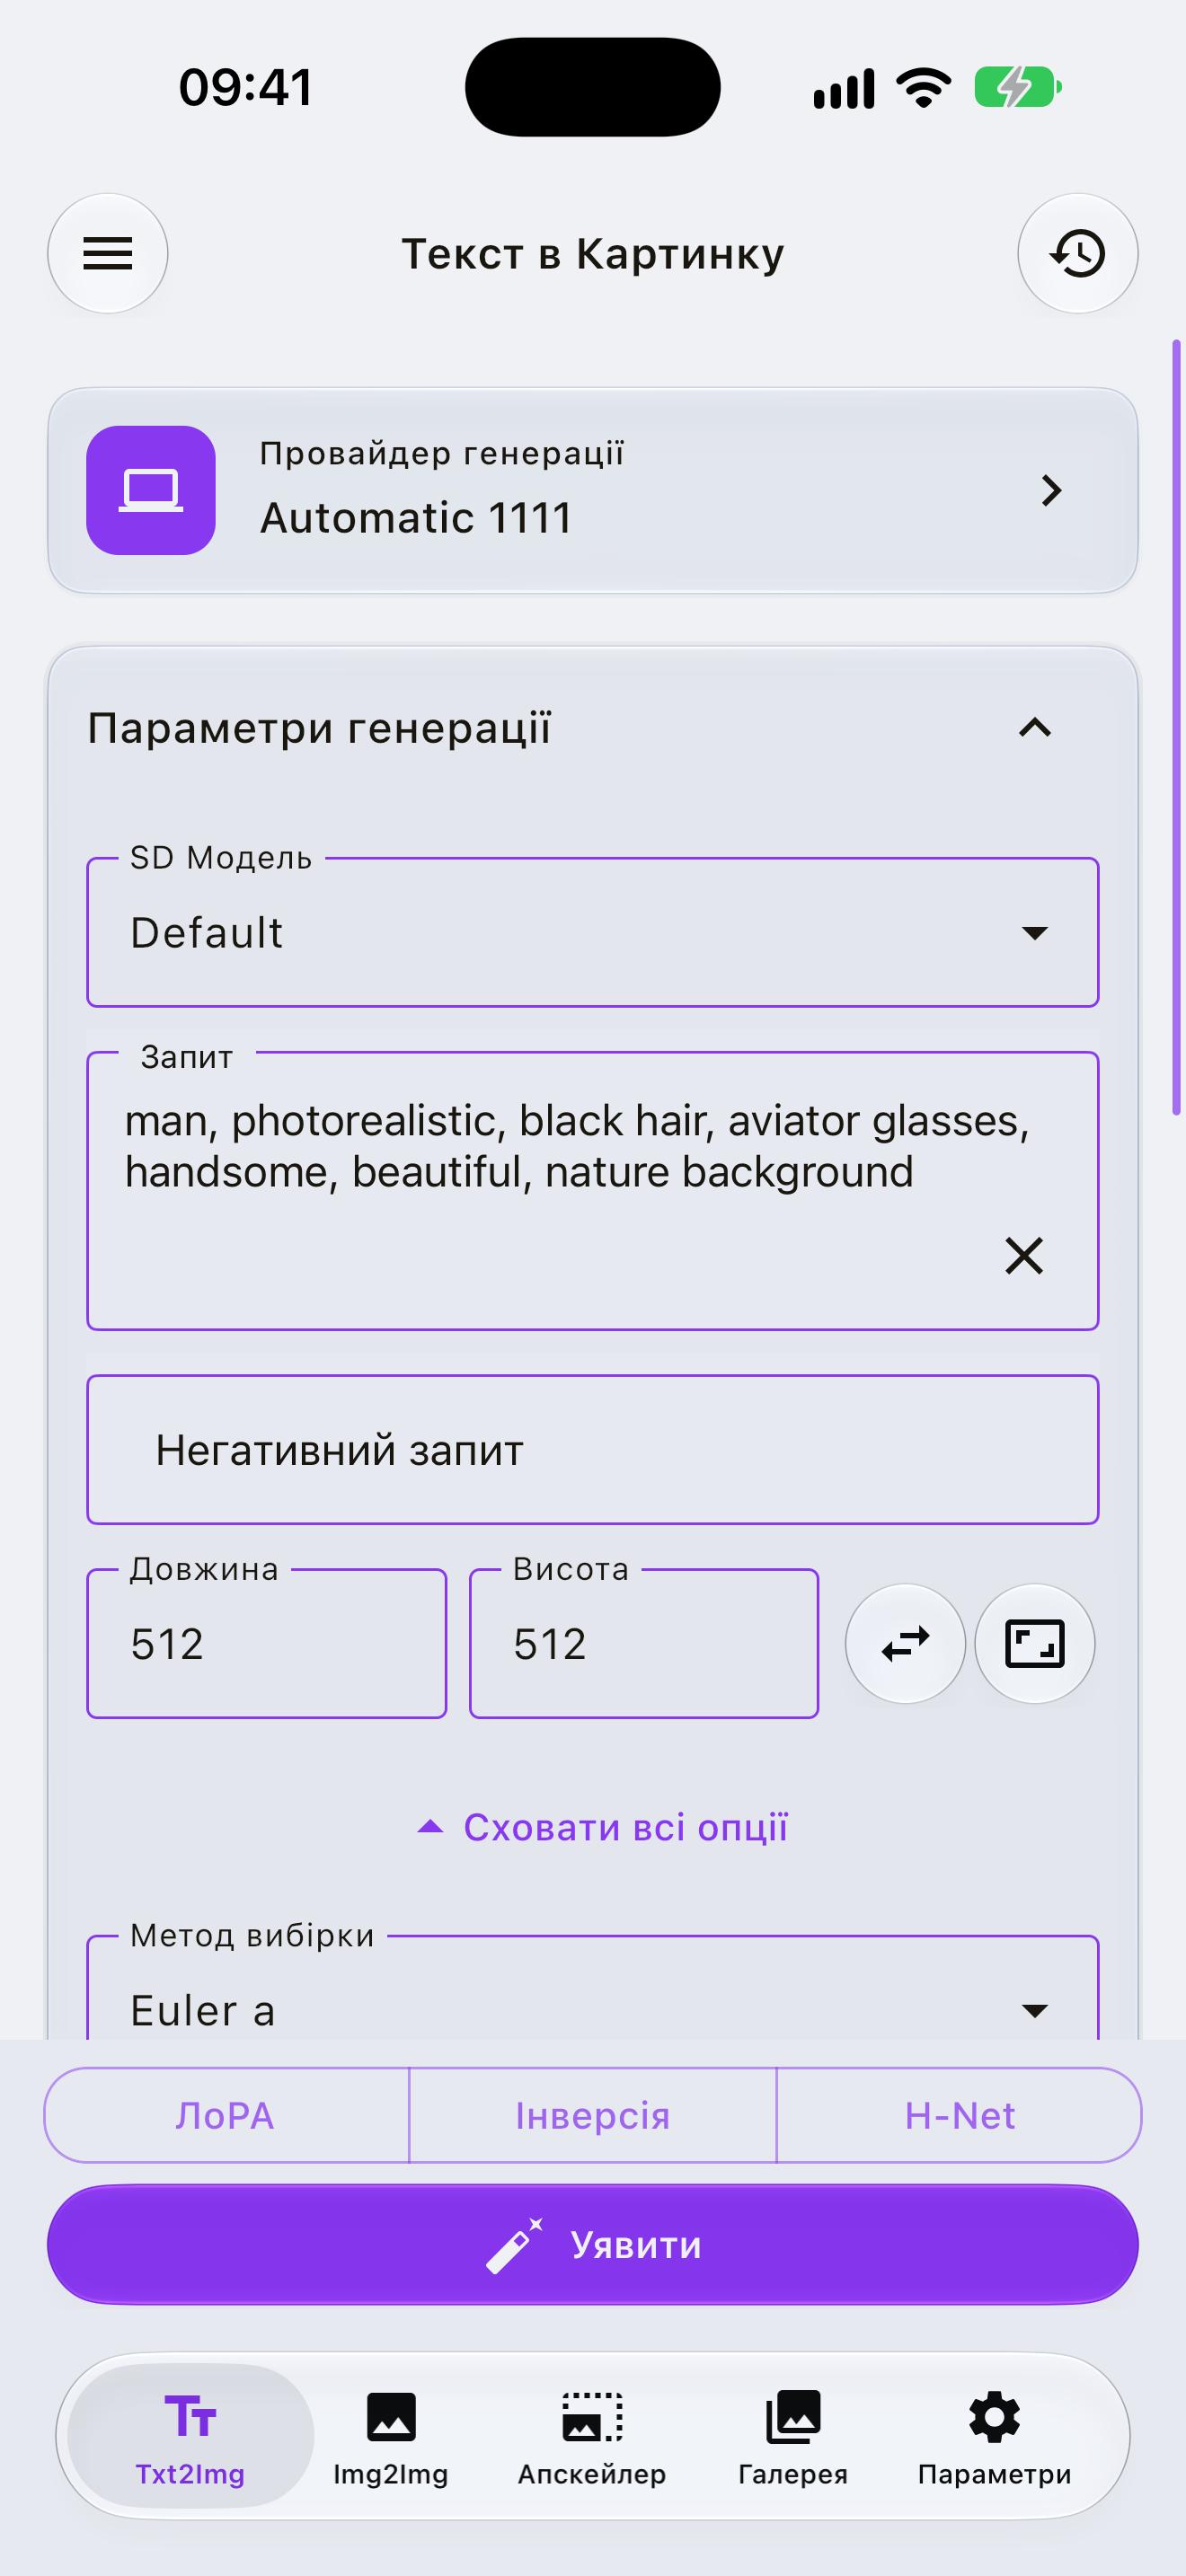 09:41
Текст в Картинку
Провайдер генерації
Automatic 1111
Параметри генерації
SD Модель
Default
Запит
man, photorealistic, black hair, aviator glasses,
handsome, beautiful, nature background
Негативний запит
Довжина Висота
512 512
Сховати всі опції
Метод вибірки
Euler a
ЛоРА Інверсія H-Net
Уявити
Txt2Img Img2Img Апскейлер Галерея Параметри